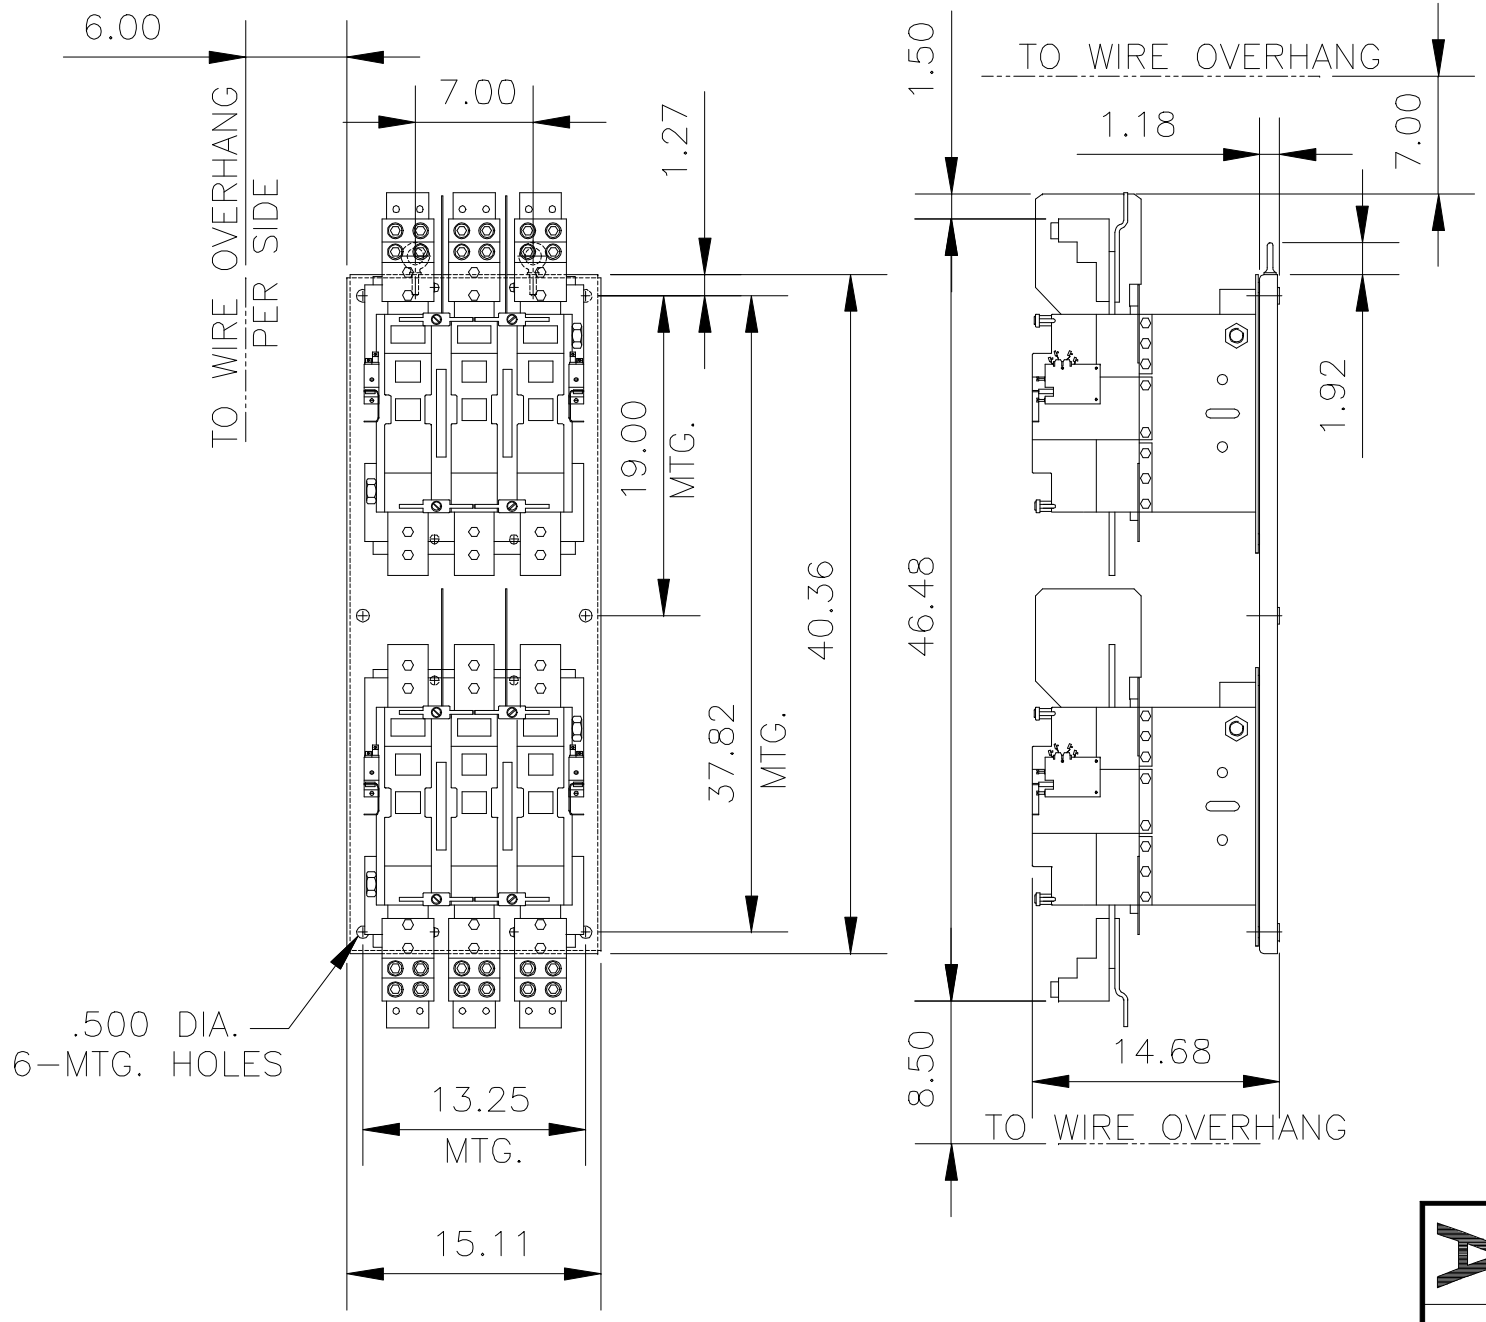 6.00
7.00
1.27
TO WIRE OVERHANG
PER SIDE
19.00
MTG.
37.82
MTG.
40.36
.500 DIA.
6-MTG. HOLES
13.25
MTG.
15.11
1.50
TO WIRE OVERHANG
7.00
1.18
1.92
46.48
8.50
14.68
TO WIRE OVERHANG
A